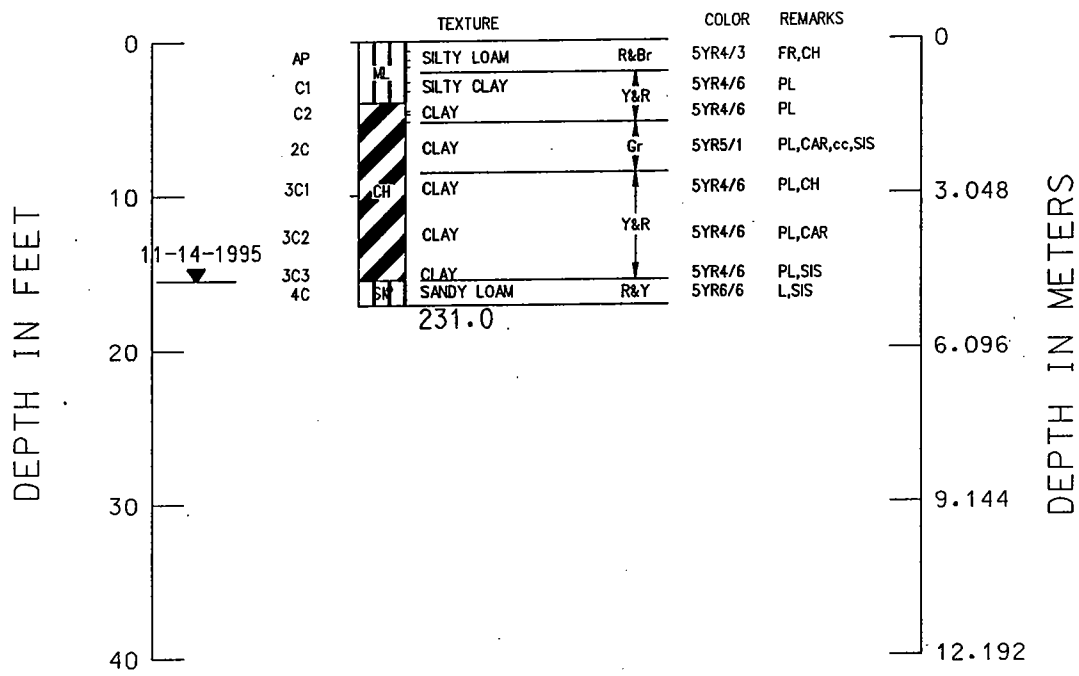 TEXTURE COLOR REMARKS
0 0
AP SILTY LOAM R&Br 5YR4/3 FR,CH
ML
C1 SILTY CLAY 5YR4/6 PL
Y&R
C2 CLAY 5YR4/6 PL
2C CLAY Gr 5YR5/1 PL,CAR,cc,SIS
10 3C1 CH CLAY 5YR4/6 PL,CH 3.048
Y&R
3C2 CLAY 5YR4/6 PL,CAR
11-14-1995
3C3 CLAY 5YR4/6 PL,SIS
4C SM SANDY LOAM R&Y 5YR6/6 L,SIS
231.0
20 6.096
30 9.144
40 12.192
DEPTH IN FEET
DEPTH IN METERS